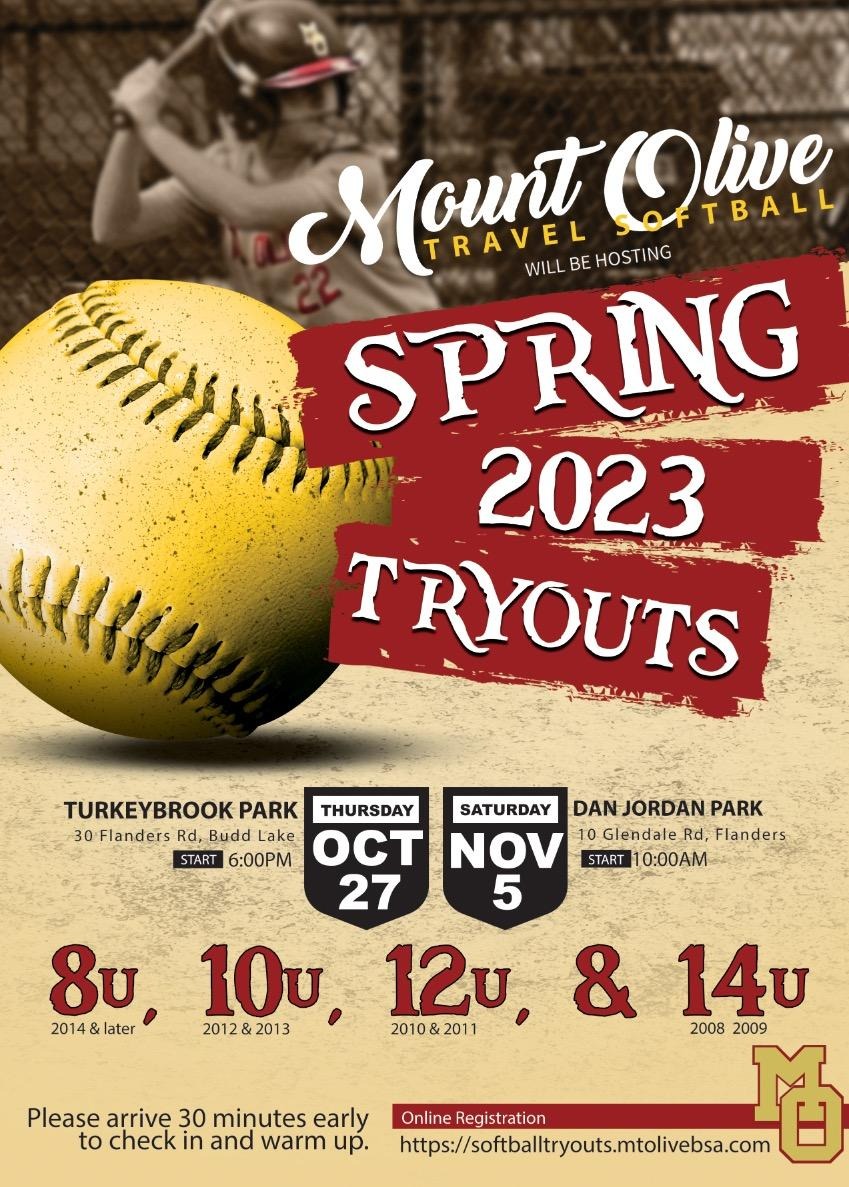 MO
Mount Olive
TRAVEL SOFTBALL
WILL BE HOSTING
22
SPRING
2023
TRYOUTS
TURKEYBROOK PARK
30 Flanders Rd, Budd Lake
START 6:00PM
THURSDAY
OCT
27
SATURDAY
NOV
5
DAN JORDAN PARK
10 Glendale Rd, Flanders
START 10:00AM
8U, 10U, 12U, & 14U
2014 & later 2012 & 2013 2010 & 2011 2008 2009
Please arrive 30 minutes early
to check in and warm up.
Online Registration
https://softballtryouts.mtolivebsa.com
MO